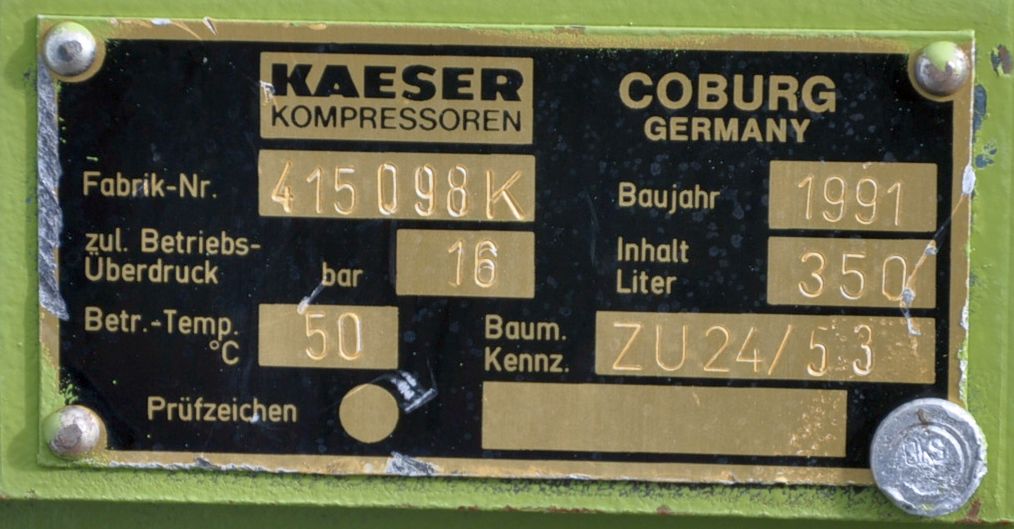 KAESER
KOMPRESSOREN
COBURG
GERMANY
Fabrik-Nr. 415098K
Baujahr 1991
zul. Betriebs-
Überdruck bar 16
Inhalt
Liter 350
Betr.-Temp.
°C 50
Baum.
Kennz. ZU24/53
Prüfzeichen